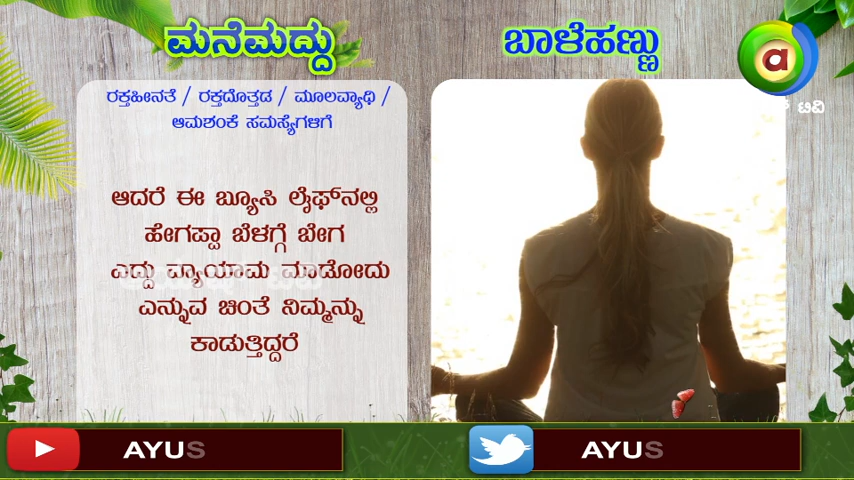 ಮನೆಮದ್ದು
ಬಾಳೆಹಣ್ಣು
a
ಟಿವಿ
ರಕ್ತಹೀನತೆ / ರಕ್ತದೊತ್ತಡ / ಮೂಲವ್ಯಾಧಿ /
ಆಮಶಂಕೆ ಸಮಸ್ಯೆಗಳಿಗೆ
ಆದರೆ ಈ ಬ್ಯೂಸಿ ಲೈಫ್‌ನಲ್ಲಿ
ಹೇಗಪ್ಪಾ ಬೆಳಗ್ಗೆ ಬೇಗ
ಎದ್ದು ವ್ಯಾಯಾಮ ಮಾಡೋದು
ಎನ್ನುವ ಚಿಂತೆ ನಿಮ್ಮನ್ನು
ಕಾಡುತ್ತಿದ್ದರೆ
AYUS
AYUS